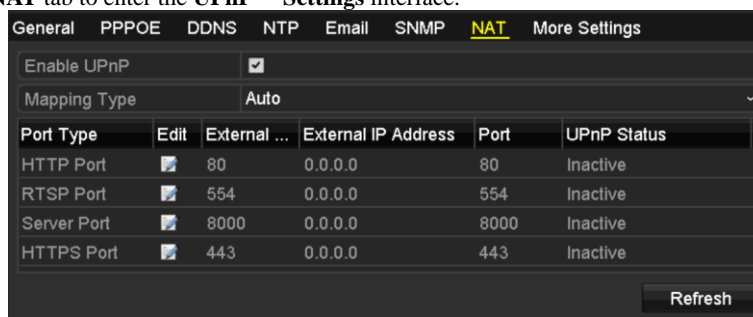 NAT tab to enter the UPnP™ Settings interface.
General PPPOE DDNS NTP Email SNMP NAT More Settings
Enable UPnP
Mapping Type Auto
Port Type Edit External ... External IP Address Port UPnP Status
HTTP Port 80 0.0.0.0 80 Inactive
RTSP Port 554 0.0.0.0 554 Inactive
Server Port 8000 0.0.0.0 8000 Inactive
HTTPS Port 443 0.0.0.0 443 Inactive
Refresh